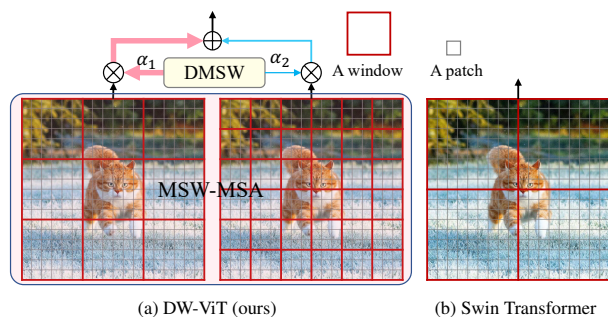 α1
α2
DMSW
A window
A patch
MSW-MSA
(a) DW-ViT (ours)
(b) Swin Transformer